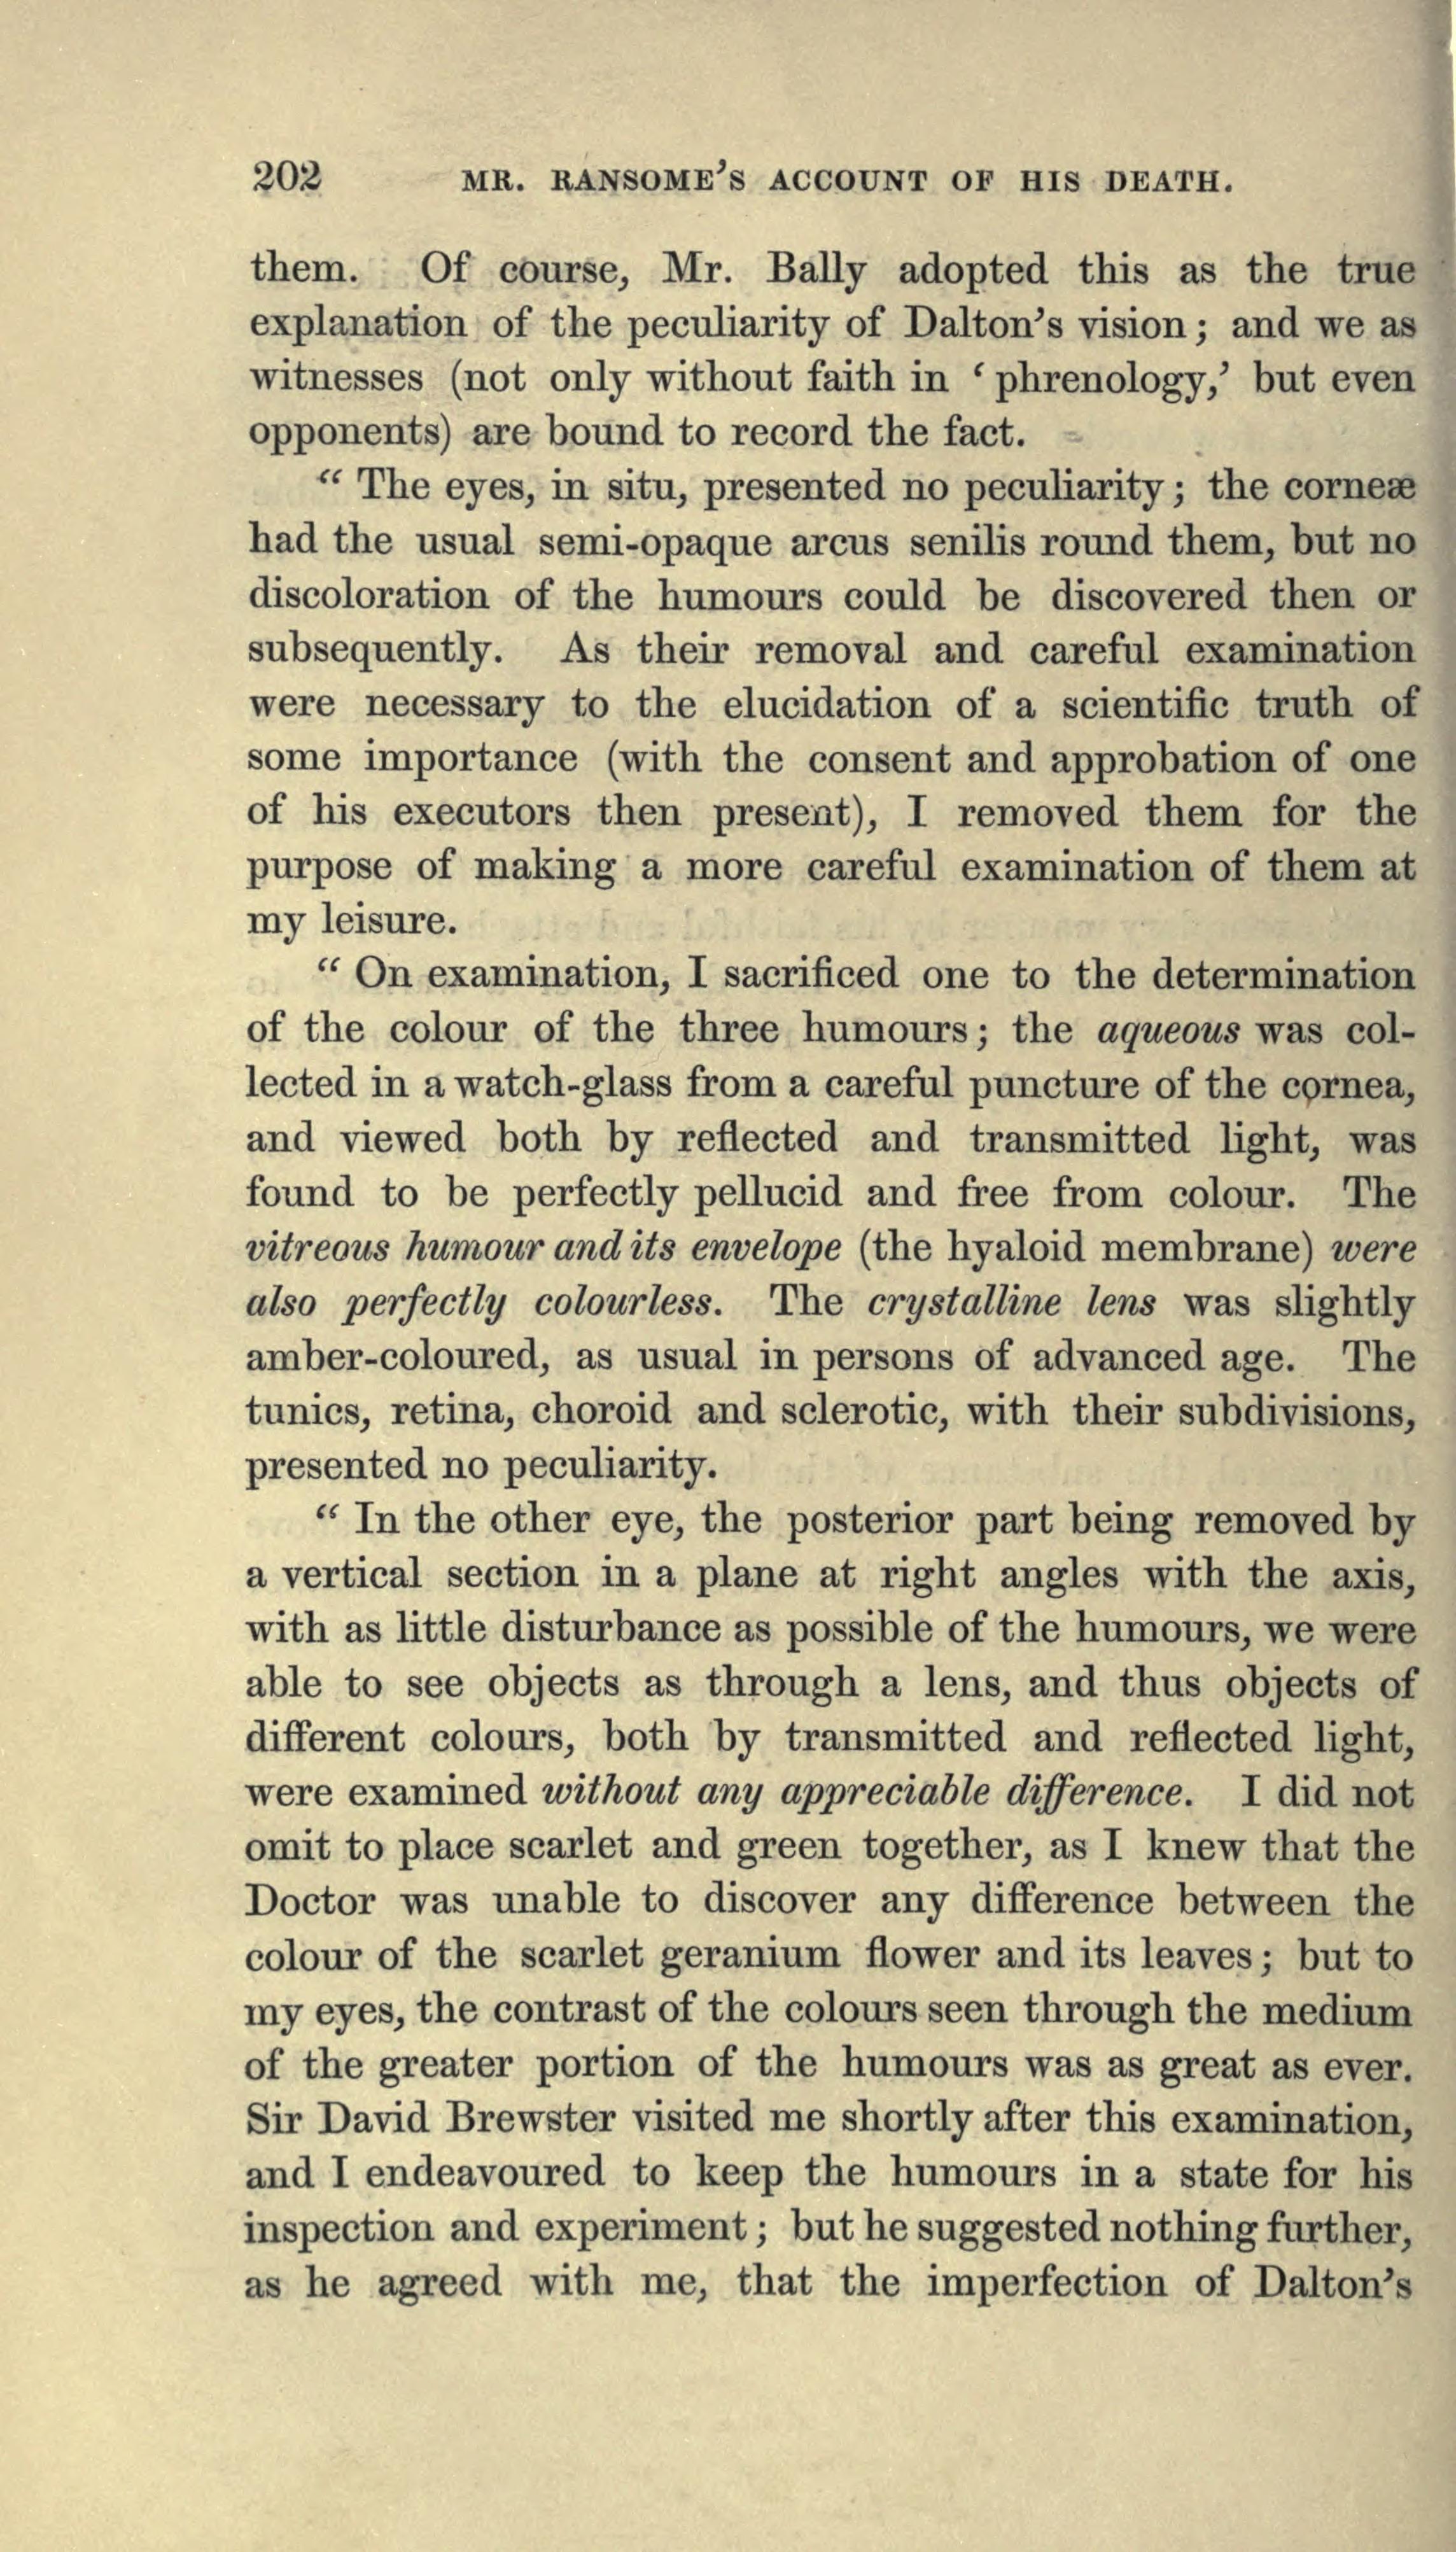 202 MR. RANSOME'S ACCOUNT OF HIS DEATH.
them. Of course, Mr. Bally adopted this as the true
explanation of the peculiarity of Dalton's vision; and we as
witnesses (not only without faith in ‘phrenology,’ but even
opponents) are bound to record the fact.
“ The eyes, in situ, presented no peculiarity; the corneæ
had the usual semi-opaque arcus senilis round them, but no
discoloration of the humours could be discovered then or
subsequently. As their removal and careful examination
were necessary to the elucidation of a scientific truth of
some importance (with the consent and approbation of one
of his executors then present), I removed them for the
purpose of making a more careful examination of them at
my leisure.
“ On examination, I sacrificed one to the determination
of the colour of the three humours; the aqueous was col-
lected in a watch-glass from a careful puncture of the cornea,
and viewed both by reflected and transmitted light, was
found to be perfectly pellucid and free from colour. The
vitreous humour and its envelope (the hyaloid membrane) were
also perfectly colourless. The crystalline lens was slightly
amber-coloured, as usual in persons of advanced age. The
tunics, retina, choroid and sclerotic, with their subdivisions,
presented no peculiarity.
“ In the other eye, the posterior part being removed by
a vertical section in a plane at right angles with the axis,
with as little disturbance as possible of the humours, we were
able to see objects as through a lens, and thus objects of
different colours, both by transmitted and reflected light,
were examined without any appreciable difference. I did not
omit to place scarlet and green together, as I knew that the
Doctor was unable to discover any difference between the
colour of the scarlet geranium flower and its leaves; but to
my eyes, the contrast of the colours seen through the medium
of the greater portion of the humours was as great as ever.
Sir David Brewster visited me shortly after this examination,
and I endeavoured to keep the humours in a state for his
inspection and experiment; but he suggested nothing further,
as he agreed with me, that the imperfection of Dalton's